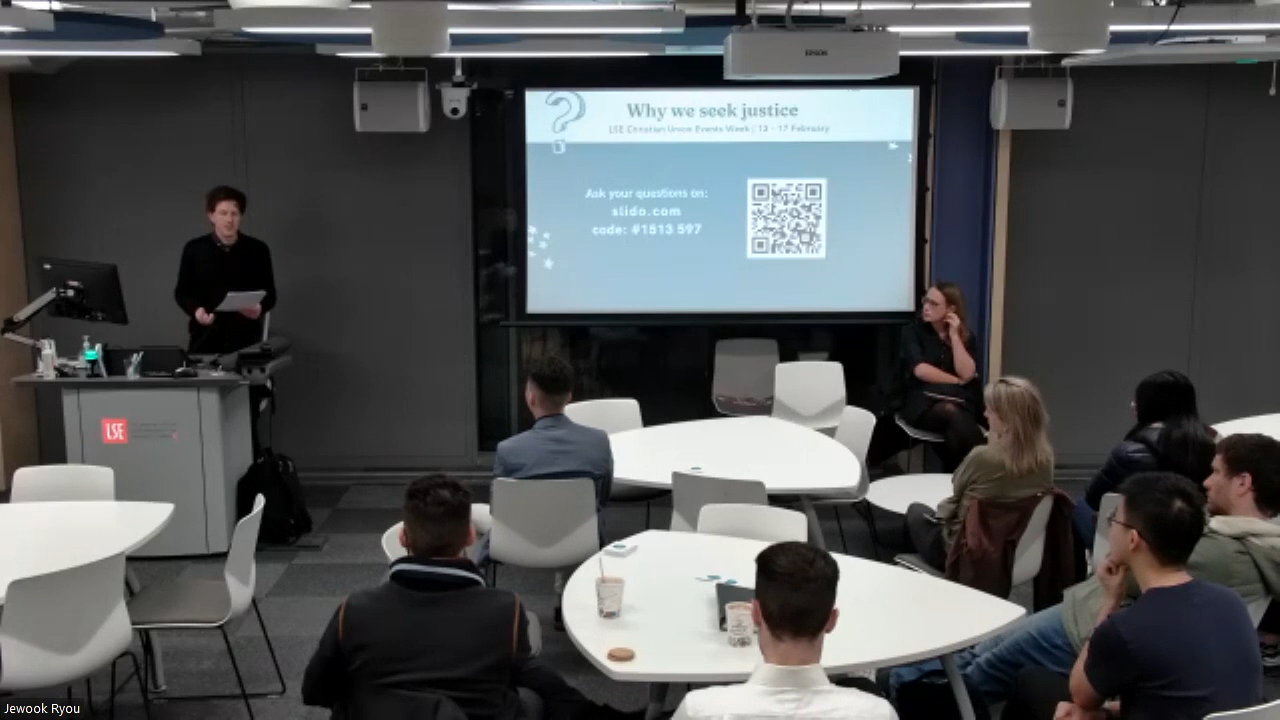 EPSON
Why we seek justice
LSE Christian Union Events Week | 13 - 17 February
Ask your questions on:
slido.com
code: #1513 597
LSE
Jewook Ryou